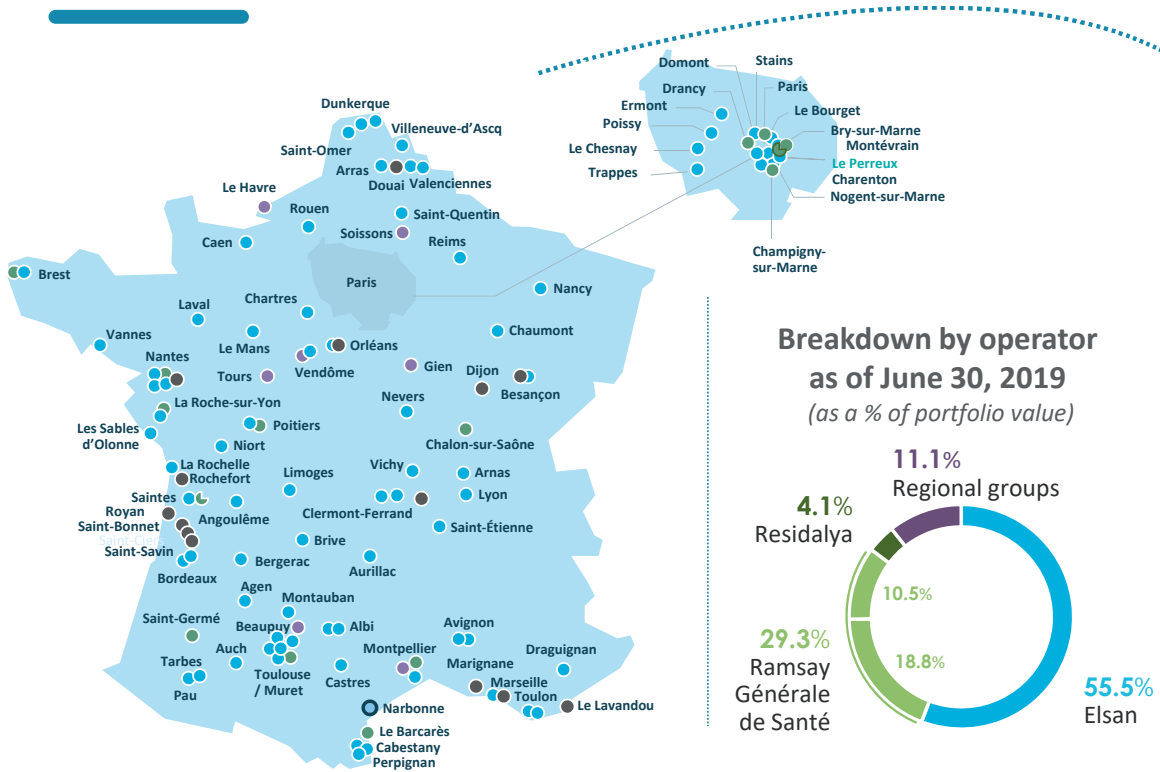 Dunkerque
Villeneuve-d'Ascq
Saint-Omer
Arras
Douai
Valenciennes
Le Havre
Rouen
Saint-Quentin
Soissons
Caen
Reims
Brest
Paris
Nancy
Laval
Chartres
Vannes
Le Mans
Orléans
Chaumont
Nantes
Tours
Vendôme
Gien
Dijon
Besançon
La Roche-sur-Yon
Nevers
Poitiers
Les Sables
d'Olonne
Chalon-sur-Saône
Niort
La Rochelle
Rochefort
Limoges
Vichy
Arnas
Saintes
Lyon
Royan
Angoulême
Clermont-Ferrand
Saint-Bonnet
Saint-Étienne
Saint-Ciers
Saint-Savin
Brive
Bordeaux
Bergerac
Aurillac
Agen
Montauban
Saint-Germé
Beaupuy
Albi
Avignon
Auch
Montpellier
Draguignan
Tarbes
Toulouse
/ Muret
Marignane
Marseille
Pau
Castres
Toulon
Narbonne
Le Lavandou
Le Barcarès
Cabestany
Perpignan
Domont
Stains
Drancy
Paris
Ermont
Le Bourget
Poissy
Bry-sur-Marne
Montévrain
Le Chesnay
Le Perreux
Trappes
Charenton
Nogent-sur-Marne
Champigny-
sur-Marne
Breakdown by operator
as of June 30, 2019
(as a % of portfolio value)
11.1%
Regional groups
4.1%
Residalya
10.5%
29.3%
Ramsay
Générale
de Santé
18.8%
55.5%
Elsan